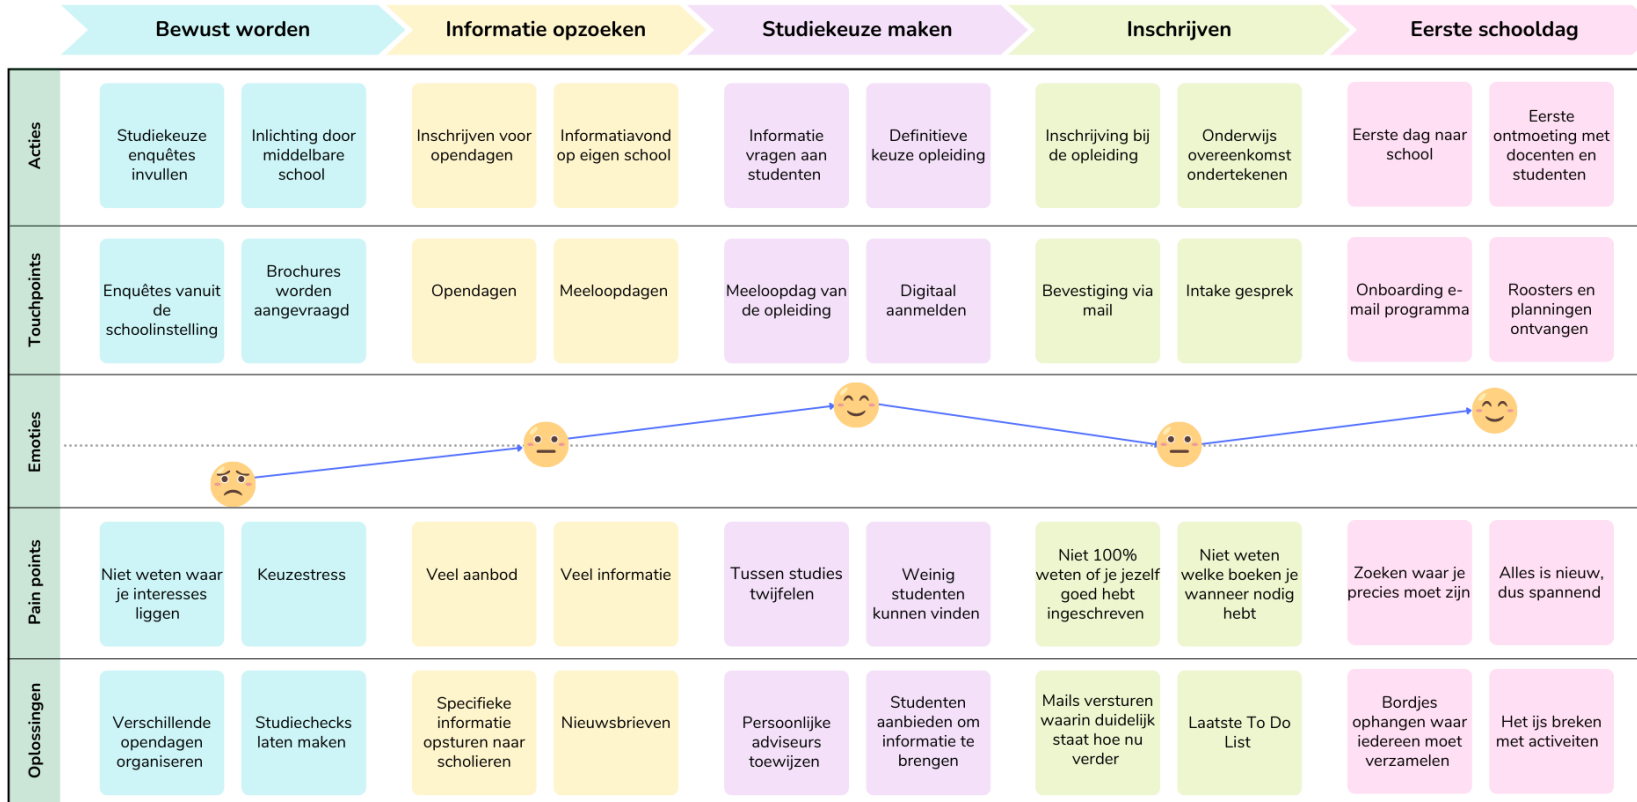 Bewust worden
Informatie opzoeken
Studiekeuze maken
Inschrijven
Eerste schooldag
Acties
Studiekeuze
enquêtes
invullen
Inlichting door
middelbare
school
Inschrijven voor
opendagen
Informatiavond
op eigen school
Informatie
vragen aan
studenten
Definitieve
keuze opleiding
Inschrijving bij
de opleiding
Onderwijs
overeenkomst
ondertekenen
Eerste dag naar
school
Eerste
ontmoeting met
docenten en
studenten
Touchpoints
Enquêtes vanuit
de
schoolinstelling
Brochures
worden
aangevraagd
Opendagen
Meeloopdagen
Meeloopdag van
de opleiding
Digitaal
aanmelden
Bevestiging via
mail
Intake gesprek
Onboarding e-
mail programma
Roosters en
planningen
ontvangen
Emoties
Pain points
Niet weten waar
je interesses
liggen
Keuzestress
Veel aanbod
Veel informatie
Tussen studies
twijfelen
Weinig
studenten
kunnen vinden
Niet 100%
weten of je jezelf
goed hebt
ingeschreven
Niet weten
welke boeken je
wanneer nodig
hebt
Zoeken waar je
precies moet zijn
Alles is nieuw,
dus spannend
Oplossingen
Verschillende
opendagen
organiseren
Studiechecks
laten maken
Specifieke
informatie
opsturen naar
scholieren
Nieuwsbrieven
Persoonlijke
adviseurs
toewijzen
Studenten
aanbieden om
informatie te
brengen
Mails versturen
waarin duidelijk
staat hoe nu
verder
Laatste To Do
List
Bordjes
ophangen waar
iedereen moet
verzamelen
Het ijs breken
met activeiten